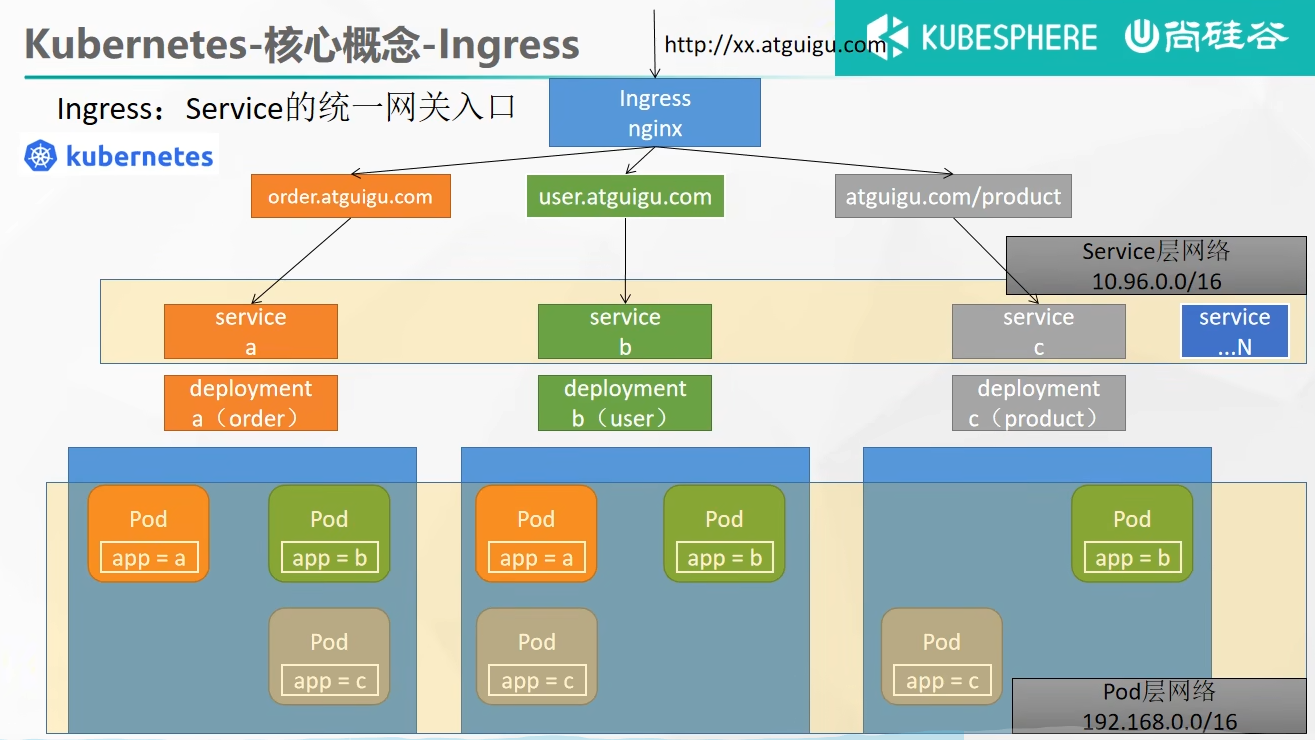 Kubernetes-核心概念-Ingress
http://xx.atguigu.com
KUBESPHERE
尚硅谷
Ingress：Service的统一网关入口
Ingress
nginx
kubernetes
order.atguigu.com
user.atguigu.com
atguigu.com/product
Service层网络
10.96.0.0/16
service
a
service
b
service
c
service
...N
deployment
a（order）
deployment
b（user）
deployment
c（product）
Pod
app = a
Pod
app = b
Pod
app = a
Pod
app = b
Pod
app = b
Pod
app = c
Pod
app = c
Pod
app = c
Pod层网络
192.168.0.0/16